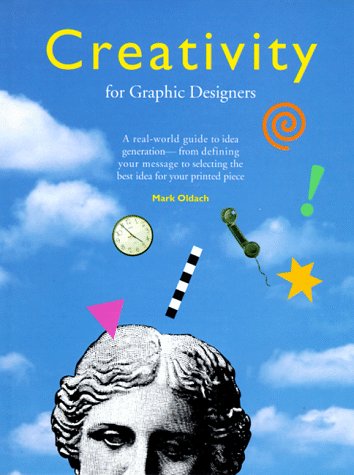 Creativity
for Graphic Designers
A real-world guide to idea
generation—from defining
your message to selecting the
best idea for your printed piece
Mark Oldach
!